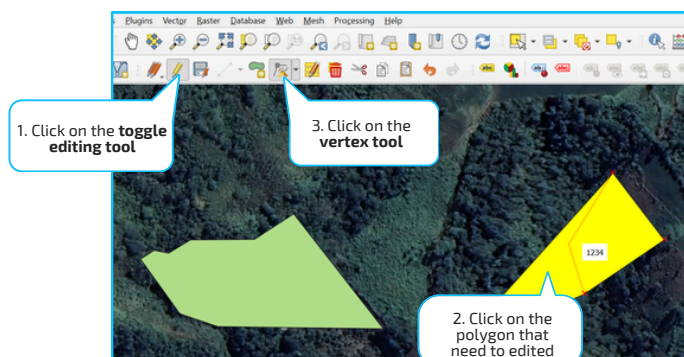 s Plugins Vector Raster Database Web Mesh Processing Help
1. Click on the toggle
editing tool
3. Click on the
vertex tool
1234
2. Click on the
polygon that
need to edited